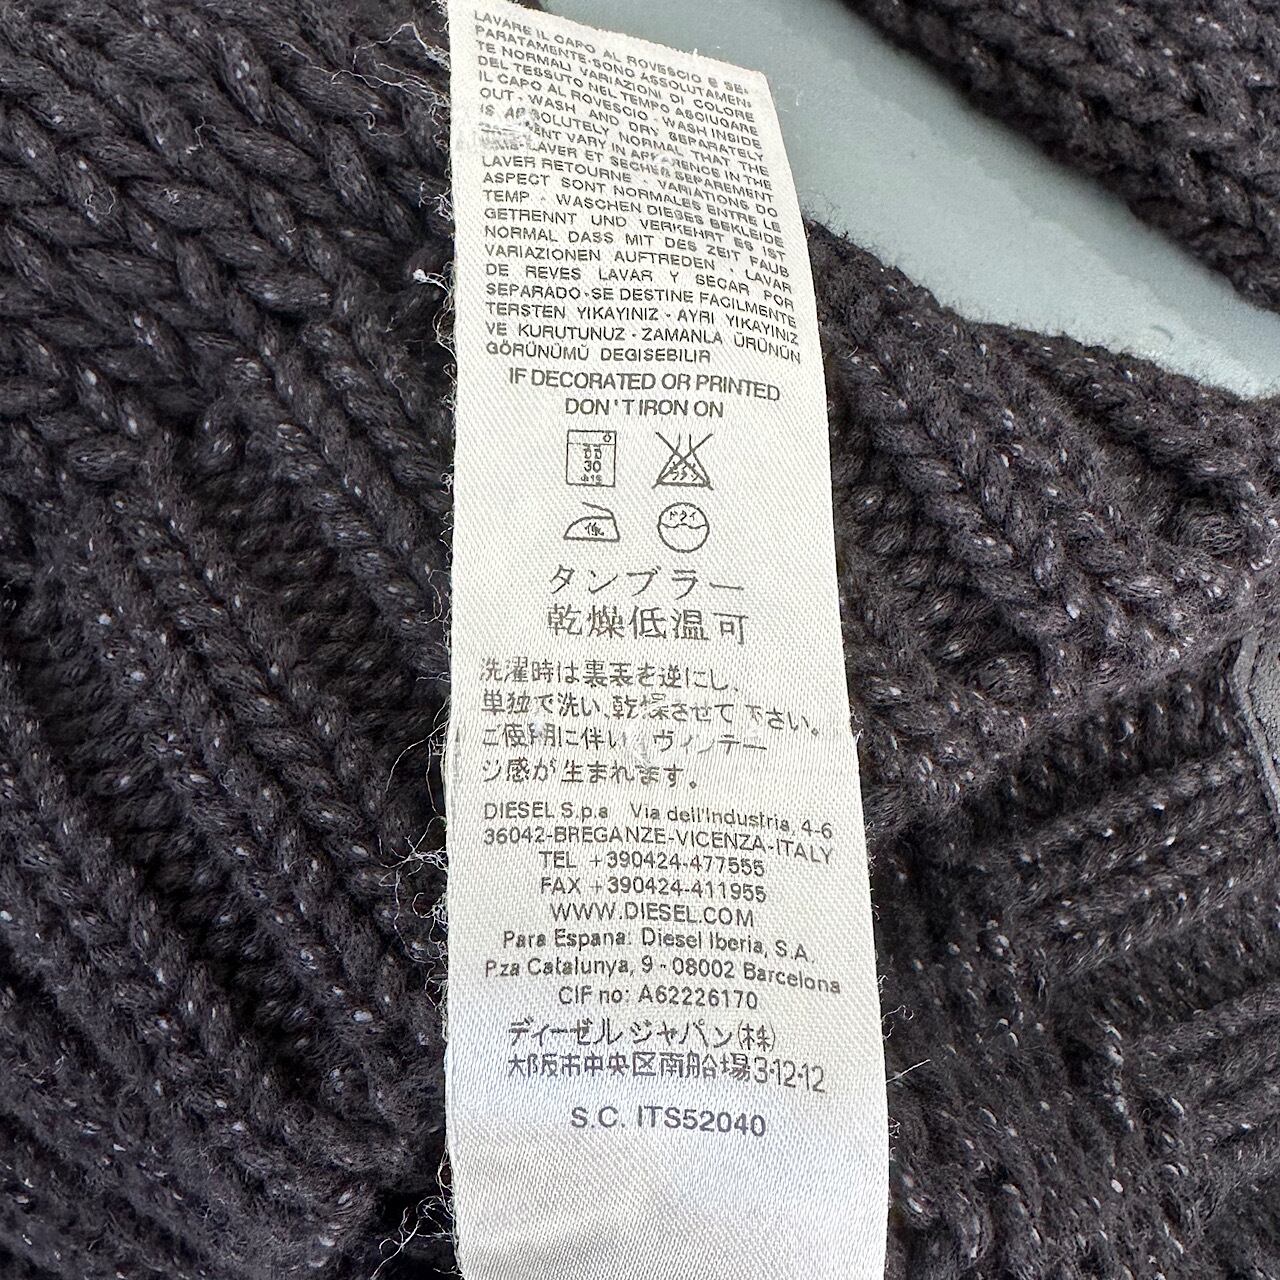 LAVARE IL CAPO AL ROVESCIO E SE-
PARATAMENTE·SONO ASSOLUTAMEN-
TE NORMALI VARIAZIONI DI COLORE
DEL TESSUTO NEL TEMPO ASCIUGARE
IL CAPO AL ROVESCIO · WASH INSIDE
OUT · WASH AND DRY SEPARATELY
IS ABSOLUTELY NORMAL THAT THE
VARY IN APPERENCE IN THE
LAVER ET SECHER SEPAREMENT
LAVER RETOURNE · VARIATIONS DO
ASPECT SONT NORMALES ENTRE LE
TEMP · WASCHEN DIESES BEKLEIDE
GETRENNT UND VERKEHRT ES IST
NORMAL DASS MIT DES ZEIT FAUB
VARIAZIONEN AUFTREDEN · LAVAR
DE REVES LAVAR Y SECAR POR
SEPARADO·SE DESTINE FACILMENTE
TERSTEN YIKAYINIZ · AYRI YIKAYINIZ
VE KURUTUNUZ · ZAMANLA ÜRÜNÜN
GÖRÜNÜMÜ DEGISEBILIR
IF DECORATED OR PRINTED
DON'T IRON ON
30
低 ドライ
タンブラー
乾燥低温可
洗濯時は裏表を逆にし、
単独で洗い、乾燥させて下さい。
ご使用に伴い ヴィンテー
ジ感が生まれます。
DIESEL S.p.a Via dell'Industria, 4-6
36042-BREGANZE-VICENZA-ITALY
TEL +390424-477555
FAX +390424-411955
WWW.DIESEL.COM
Para Espana: Diesel Iberia, S.A.
Pza Catalunya, 9 - 08002 Barcelona
CIF no: A62226170
ディーゼルジャパン(株)
大阪市中央区南船場3-12-12
S.C. ITS52040